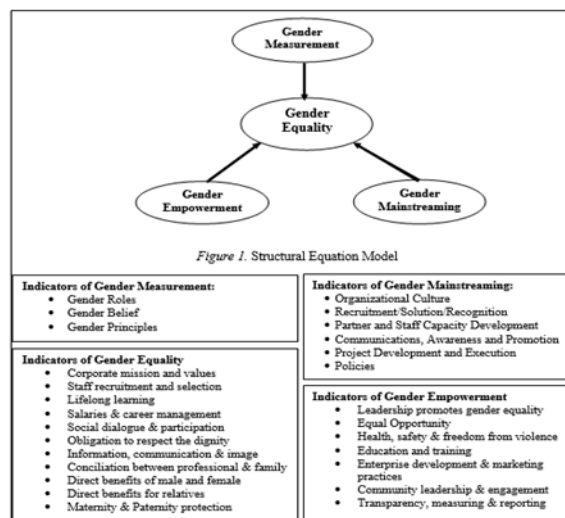 Gender
Measurement
Gender
Equality
Gender
Empowerment
Gender
Mainstreaming
Figure 1. Structural Equation Model
Indicators of Gender Measurement:
• Gender Roles
• Gender Belief
• Gender Principles
Indicators of Gender Mainstreaming:
• Organizational Culture
• Recruitment/Solution/Recognition
• Partner and Staff Capacity Development
• Communications, Awareness and Promotion
• Project Development and Execution
• Policies
Indicators of Gender Equality
• Corporate mission and values
• Staff recruitment and selection
• Lifelong learning
• Salaries & career management
• Social dialogue & participation
• Obligation to respect the dignity
• Information, communication & image
• Conciliation between professional & family
• Direct benefits of male and female
• Direct benefits for relatives
• Maternity & Paternity protection
Indicators of Gender Empowerment
• Leadership promotes gender equality
• Equal Opportunity
• Health, safety & freedom from violence
• Education and training
• Enterprise development & marketing
practices
• Community leadership & engagement
• Transparency, measuring & reporting